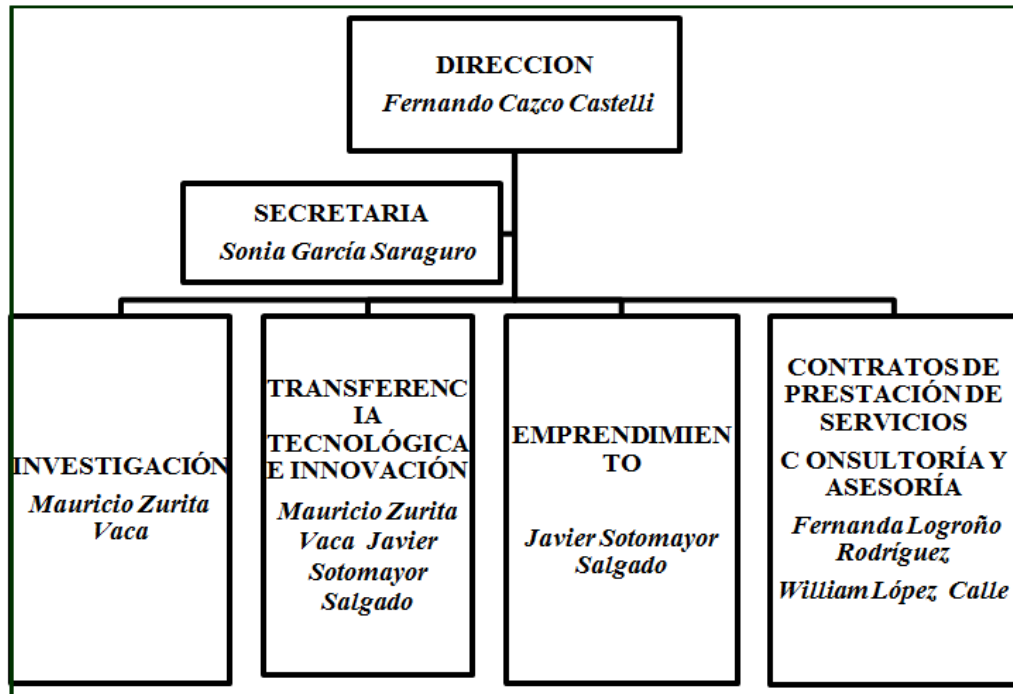 DIRECCION
Fernando Cazco Castelli
SECRETARIA
Sonia García Saraguro
INVESTIGACIÓN
Mauricio Zurita
Vaca
TRANSFERENC
IA
TECNOLÓGICA
E INNOVACIÓN
Mauricio Zurita
Vaca Javier
Sotomayor
Salgado
EMPRENDIMIEN
TO
Javier Sotomayor
Salgado
CONTRATOS DE
PRESTACIÓN DE
SERVICIOS
C ONSULTORÍA Y
ASESORÍA
Fernanda Logroño
Rodríguez
William López Calle